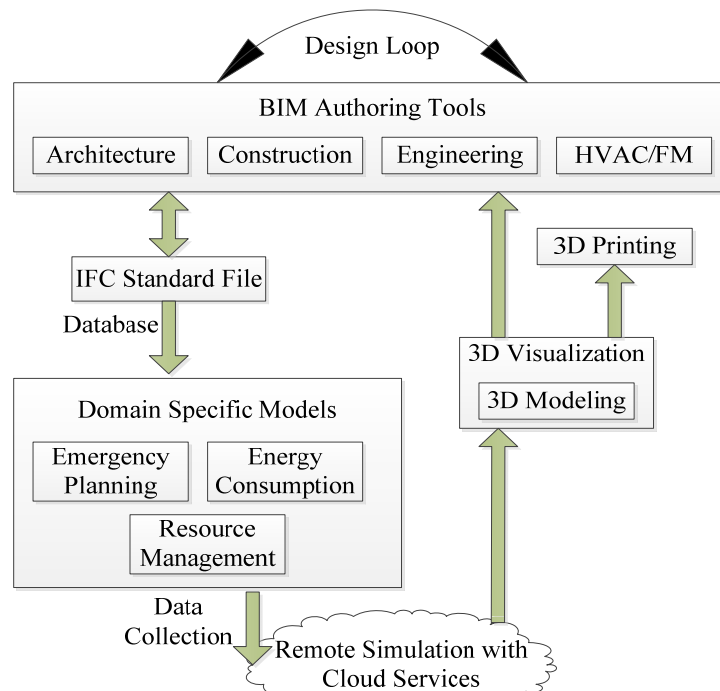 Design Loop
BIM Authoring Tools
Architecture
Construction
Engineering
HVAC/FM
IFC Standard File
Database
3D Printing
3D Visualization
3D Modeling
Domain Specific Models
Emergency
Planning
Energy
Consumption
Resource
Management
Data
Collection
Remote Simulation with
Cloud Services